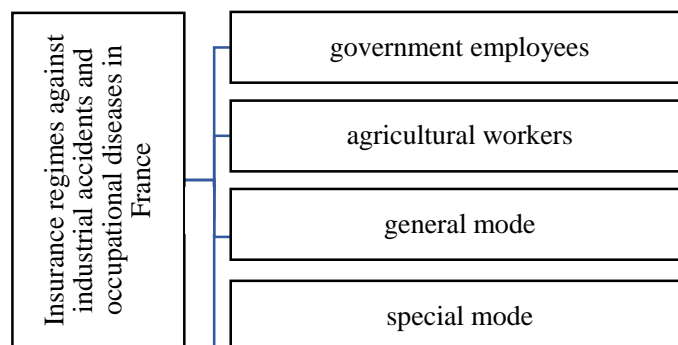 Insurance regimes against
industrial accidents and
occupational diseases in
France
government employees
agricultural workers
general mode
special mode